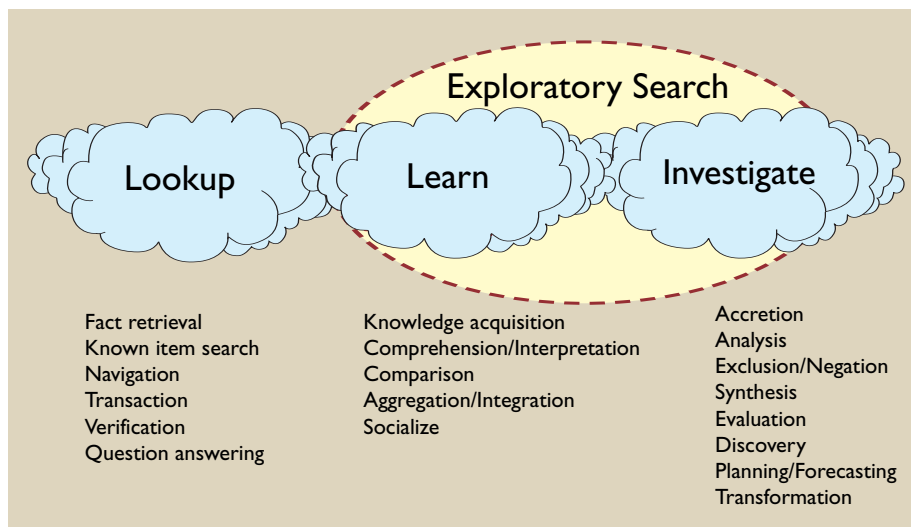 Exploratory Search
Lookup
Learn
Investigate
Fact retrieval
Known item search
Navigation
Transaction
Verification
Question answering
Knowledge acquisition
Comprehension/Interpretation
Comparison
Aggregation/Integration
Socialize
Accretion
Analysis
Exclusion/Negation
Synthesis
Evaluation
Discovery
Planning/Forecasting
Transformation